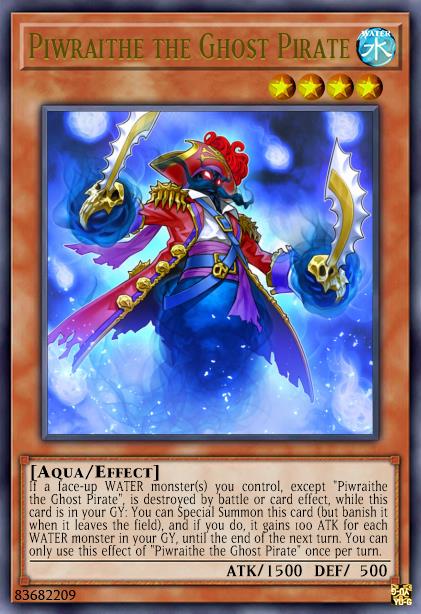 Piwraithe the Ghost Pirate
WATER
水
[Aqua/Effect]
If a face-up WATER monster(s) you control, except "Piwraithe
the Ghost Pirate", is destroyed by battle or card effect, while this
card is in your GY: You can Special Summon this card (but banish it
when it leaves the field), and if you do, it gains 100 ATK for each
WATER monster in your GY, until the end of the next turn. You can
only use this effect of "Piwraithe the Ghost Pirate" once per turn.
ATK/1500 DEF/ 500
83682209